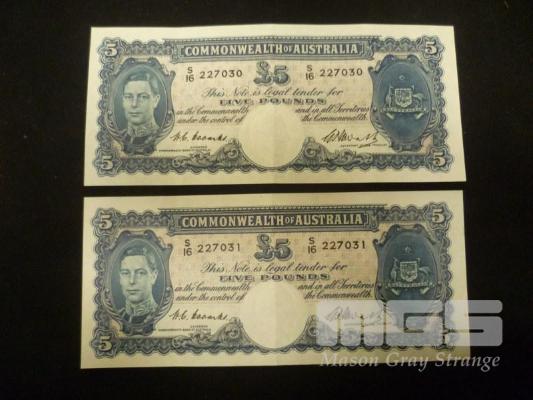 COMMONWEALTH OF AUSTRALIA
5 5
S/16 227030 £5 S/16 227030
This Note is legal tender for
FIVE POUNDS
in the Commonwealth and in all Territories
under the control of the Commonwealth.
5 5
COMMONWEALTH OF AUSTRALIA
5 5
S/16 227031 £5 S/16 227031
This Note is legal tender for
FIVE POUNDS
in the Commonwealth and in all Territories
under the control of the Commonwealth.
5
MGS
Mason Gray Strange